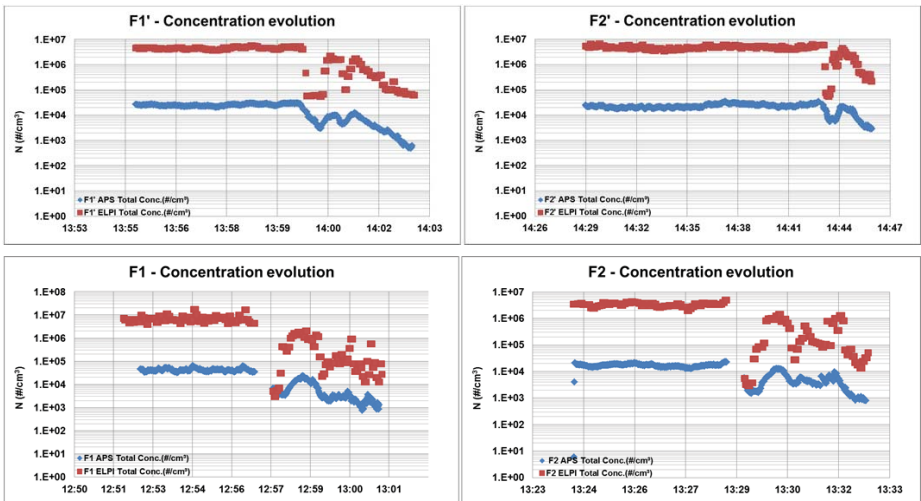 F1' - Concentration evolution
1.E+07
1.E+06
1.E+05
1.E+04
1.E+03
1.E+02
1.E+01
1.E+00
N (#/cm³)
F1' APS Total Conc.(#/cm³)
F1' ELPI Total Conc.(#/cm³)
13:53 13:55 13:56 13:58 14:00 14:02 14:03
F2' - Concentration evolution
1.E+07
1.E+06
1.E+05
1.E+04
1.E+03
1.E+02
1.E+01
1.E+00
N (#/cm³)
F2' APS Total Conc.(#/cm³)
F2' ELPI Total Conc.(#/cm³)
14:26 14:29 14:32 14:35 14:38 14:41 14:44 14:47
F1 - Concentration evolution
1.E+08
1.E+07
1.E+06
1.E+05
1.E+04
1.E+03
1.E+02
1.E+01
1.E+00
N (#/cm³)
F1 APS Total Conc.(#/cm³)
F1 ELPI Total Conc.(#/cm³)
12:50 12:51 12:53 12:54 12:56 12:57 12:59 13:00 13:01
F2 - Concentration evolution
1.E+07
1.E+06
1.E+05
1.E+04
1.E+03
1.E+02
1.E+01
1.E+00
N (#/cm³)
F2 APS Total Conc.(#/cm³)
F2 ELPI Total Conc.(#/cm³)
13:23 13:24 13:26 13:27 13:29 13:30 13:32 13:33